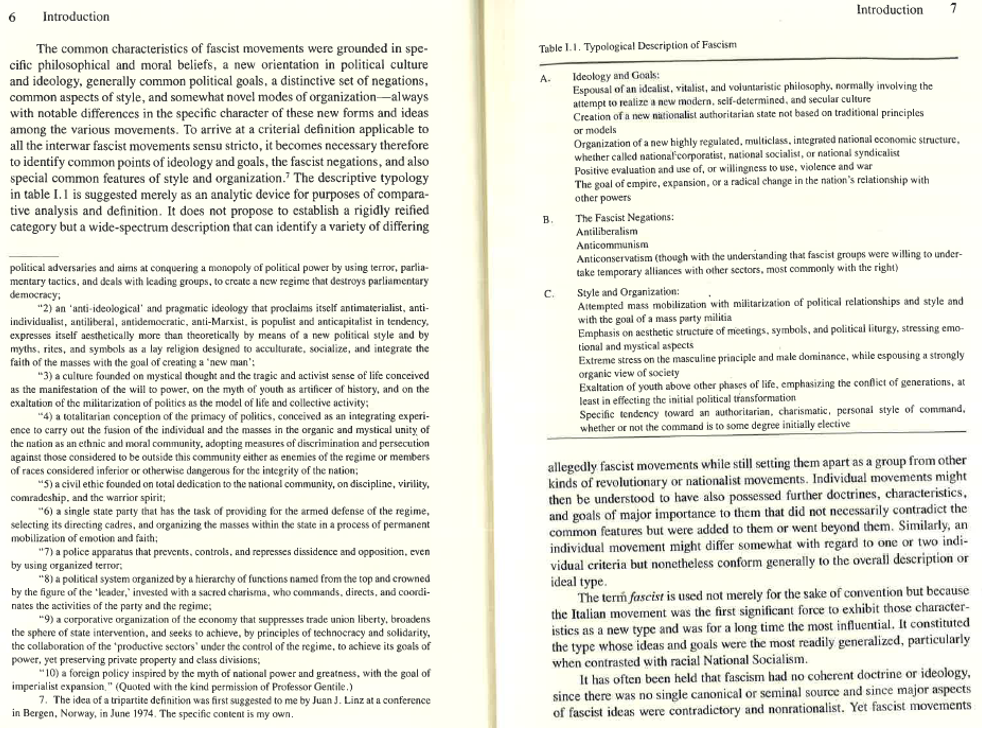 6 Introduction
The common characteristics of fascist movements were grounded in spe-
cific philosophical and moral beliefs, a new orientation in political culture
and ideology, generally common political goals, a distinctive set of negations,
common aspects of style, and somewhat novel modes of organization—always
with notable differences in the specific character of these new forms and ideas
among the various movements. To arrive at a criterial definition applicable to
all the interwar fascist movements sensu stricto, it becomes necessary therefore
to identify common points of ideology and goals, the fascist negations, and also
special common features of style and organization.7 The descriptive typology
in table I.1 is suggested merely as an analytic device for purposes of compara-
tive analysis and definition. It does not propose to establish a rigidly reified
category but a wide-spectrum description that can identify a variety of differing
political adversaries and aims at conquering a monopoly of political power by using terror, parlia-
mentary tactics, and deals with leading groups, to create a new regime that destroys parliamentary
democracy;
"2) an 'anti-ideological' and pragmatic ideology that proclaims itself antimaterialist, anti-
individualist, antiliberal, antidemocratic, anti-Marxist, is populist and anticapitalist in tendency,
expresses itself aesthetically more than theoretically by means of a new political style and by
myths, rites, and symbols as a lay religion designed to acculturate, socialize, and integrate the
faith of the masses with the goal of creating a 'new man';
"3) a culture founded on mystical thought and the tragic and activist sense of life conceived
as the manifestation of the will to power, on the myth of youth as artificer of history, and on the
exaltation of the militarization of politics as the model of life and collective activity;
"4) a totalitarian conception of the primacy of politics, conceived as an integrating experi-
ence to carry out the fusion of the individual and the masses in the organic and mystical unity of
the nation as an ethnic and moral community, adopting measures of discrimination and persecution
against those considered to be outside this community either as enemies of the regime or members
of races considered inferior or otherwise dangerous for the integrity of the nation;
"5) a civil ethic founded on total dedication to the national community, on discipline, virility,
comradeship, and the warrior spirit;
"6) a single state party that has the task of providing for the armed defense of the regime,
selecting its directing cadres, and organizing the masses within the state in a process of permanent
mobilization of emotion and faith;
"7) a police apparatus that prevents, controls, and represses dissidence and opposition, even
by using organized terror;
"8) a political system organized by a hierarchy of functions named from the top and crowned
by the figure of the 'leader,' invested with a sacred charisma, who commands, directs, and coordi-
nates the activities of the party and the regime;
"9) a corporative organization of the economy that suppresses trade union liberty, broadens
the sphere of state intervention, and seeks to achieve, by principles of technocracy and solidarity,
the collaboration of the 'productive sectors' under the control of the regime, to achieve its goals of
power, yet preserving private property and class divisions;
"10) a foreign policy inspired by the myth of national power and greatness, with the goal of
imperialist expansion." (Quoted with the kind permission of Professor Gentile.)
7. The idea of a tripartite definition was first suggested to me by Juan J. Linz at a conference
in Bergen, Norway, in June 1974. The specific content is my own.
Introduction 7
Table I.1. Typological Description of Fascism
A. Ideology and Goals:
Espousal of an idealist, vitalist, and voluntaristic philosophy, normally involving the
attempt to realize a new modern, self-determined, and secular culture
Creation of a new nationalist authoritarian state not based on traditional principles
or models
Organization of a new highly regulated, multiclass, integrated national economic structure,
whether called national corporatist, national socialist, or national syndicalist
Positive evaluation and use of, or willingness to use, violence and war
The goal of empire, expansion, or a radical change in the nation's relationship with
other powers
B. The Fascist Negations:
Antiliberalism
Anticommunism
Anticonservatism (though with the understanding that fascist groups were willing to under-
take temporary alliances with other sectors, most commonly with the right)
C. Style and Organization:
Attempted mass mobilization with militarization of political relationships and style and
with the goal of a mass party militia
Emphasis on aesthetic structure of meetings, symbols, and political liturgy, stressing emo-
tional and mystical aspects
Extreme stress on the masculine principle and male dominance, while espousing a strongly
organic view of society
Exaltation of youth above other phases of life, emphasizing the conflict of generations, at
least in effecting the initial political transformation
Specific tendency toward an authoritarian, charismatic, personal style of command,
whether or not the command is to some degree initially elective
allegedly fascist movements while still setting them apart as a group from other
kinds of revolutionary or nationalist movements. Individual movements might
then be understood to have also possessed further doctrines, characteristics,
and goals of major importance to them that did not necessarily contradict the
common features but were added to them or went beyond them. Similarly, an
individual movement might differ somewhat with regard to one or two indi-
vidual criteria but nonetheless conform generally to the overall description or
ideal type.
The term fascist is used not merely for the sake of convention but because
the Italian movement was the first significant force to exhibit those character-
istics as a new type and was for a long time the most influential. It constituted
the type whose ideas and goals were the most readily generalized, particularly
when contrasted with racial National Socialism.
It has often been held that fascism had no coherent doctrine or ideology,
since there was no single canonical or seminal source and since major aspects
of fascist ideas were contradictory and nonrationalist. Yet fascist movements